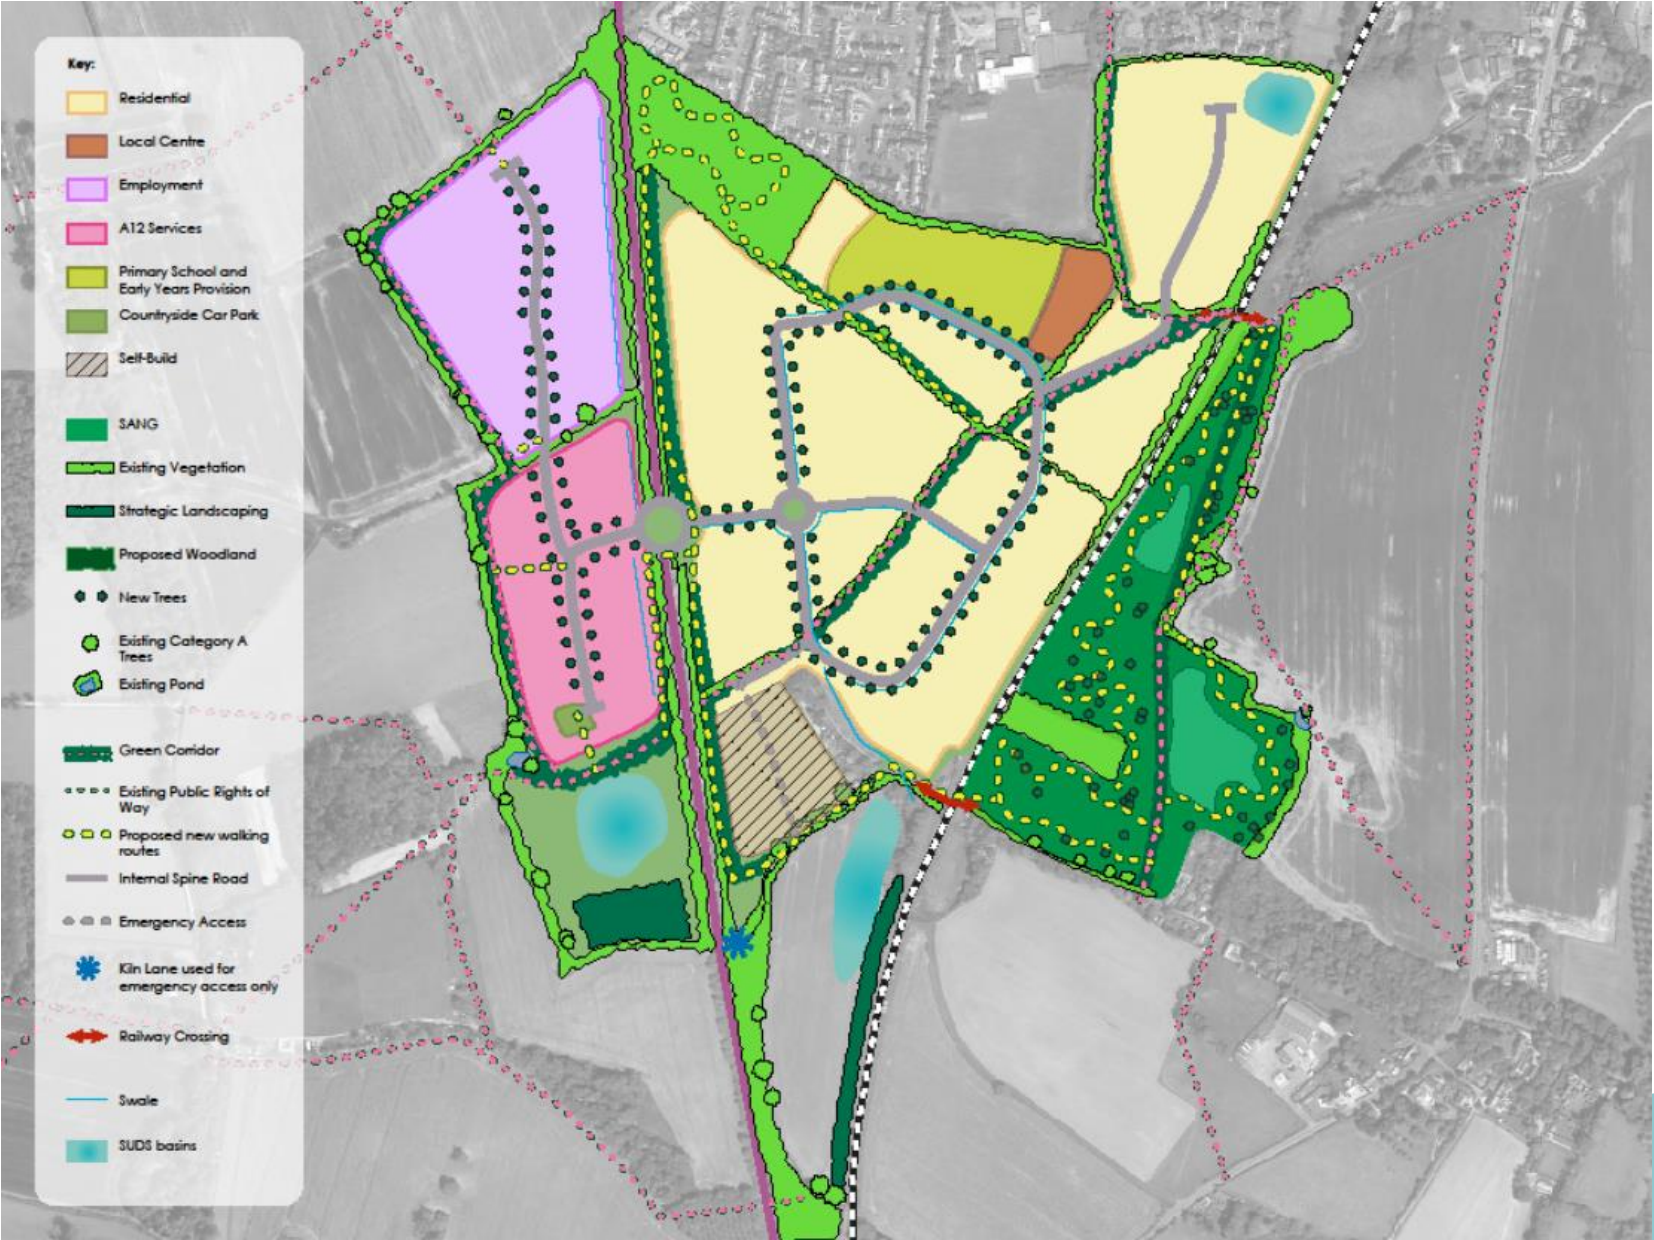 Key:
Residential
Local Centre
Employment
A12 Services
Primary School and
Early Years Provision
Countryside Car Park
Self-Build
SANG
Existing Vegetation
Strategic Landscaping
Proposed Woodland
New Trees
Existing Category A
Trees
Existing Pond
Green Corridor
Existing Public Rights of
Way
Proposed new walking
routes
Internal Spine Road
Emergency Access
Kiln Lane used for
emergency access only
Railway Crossing
Swale
SUDS basins